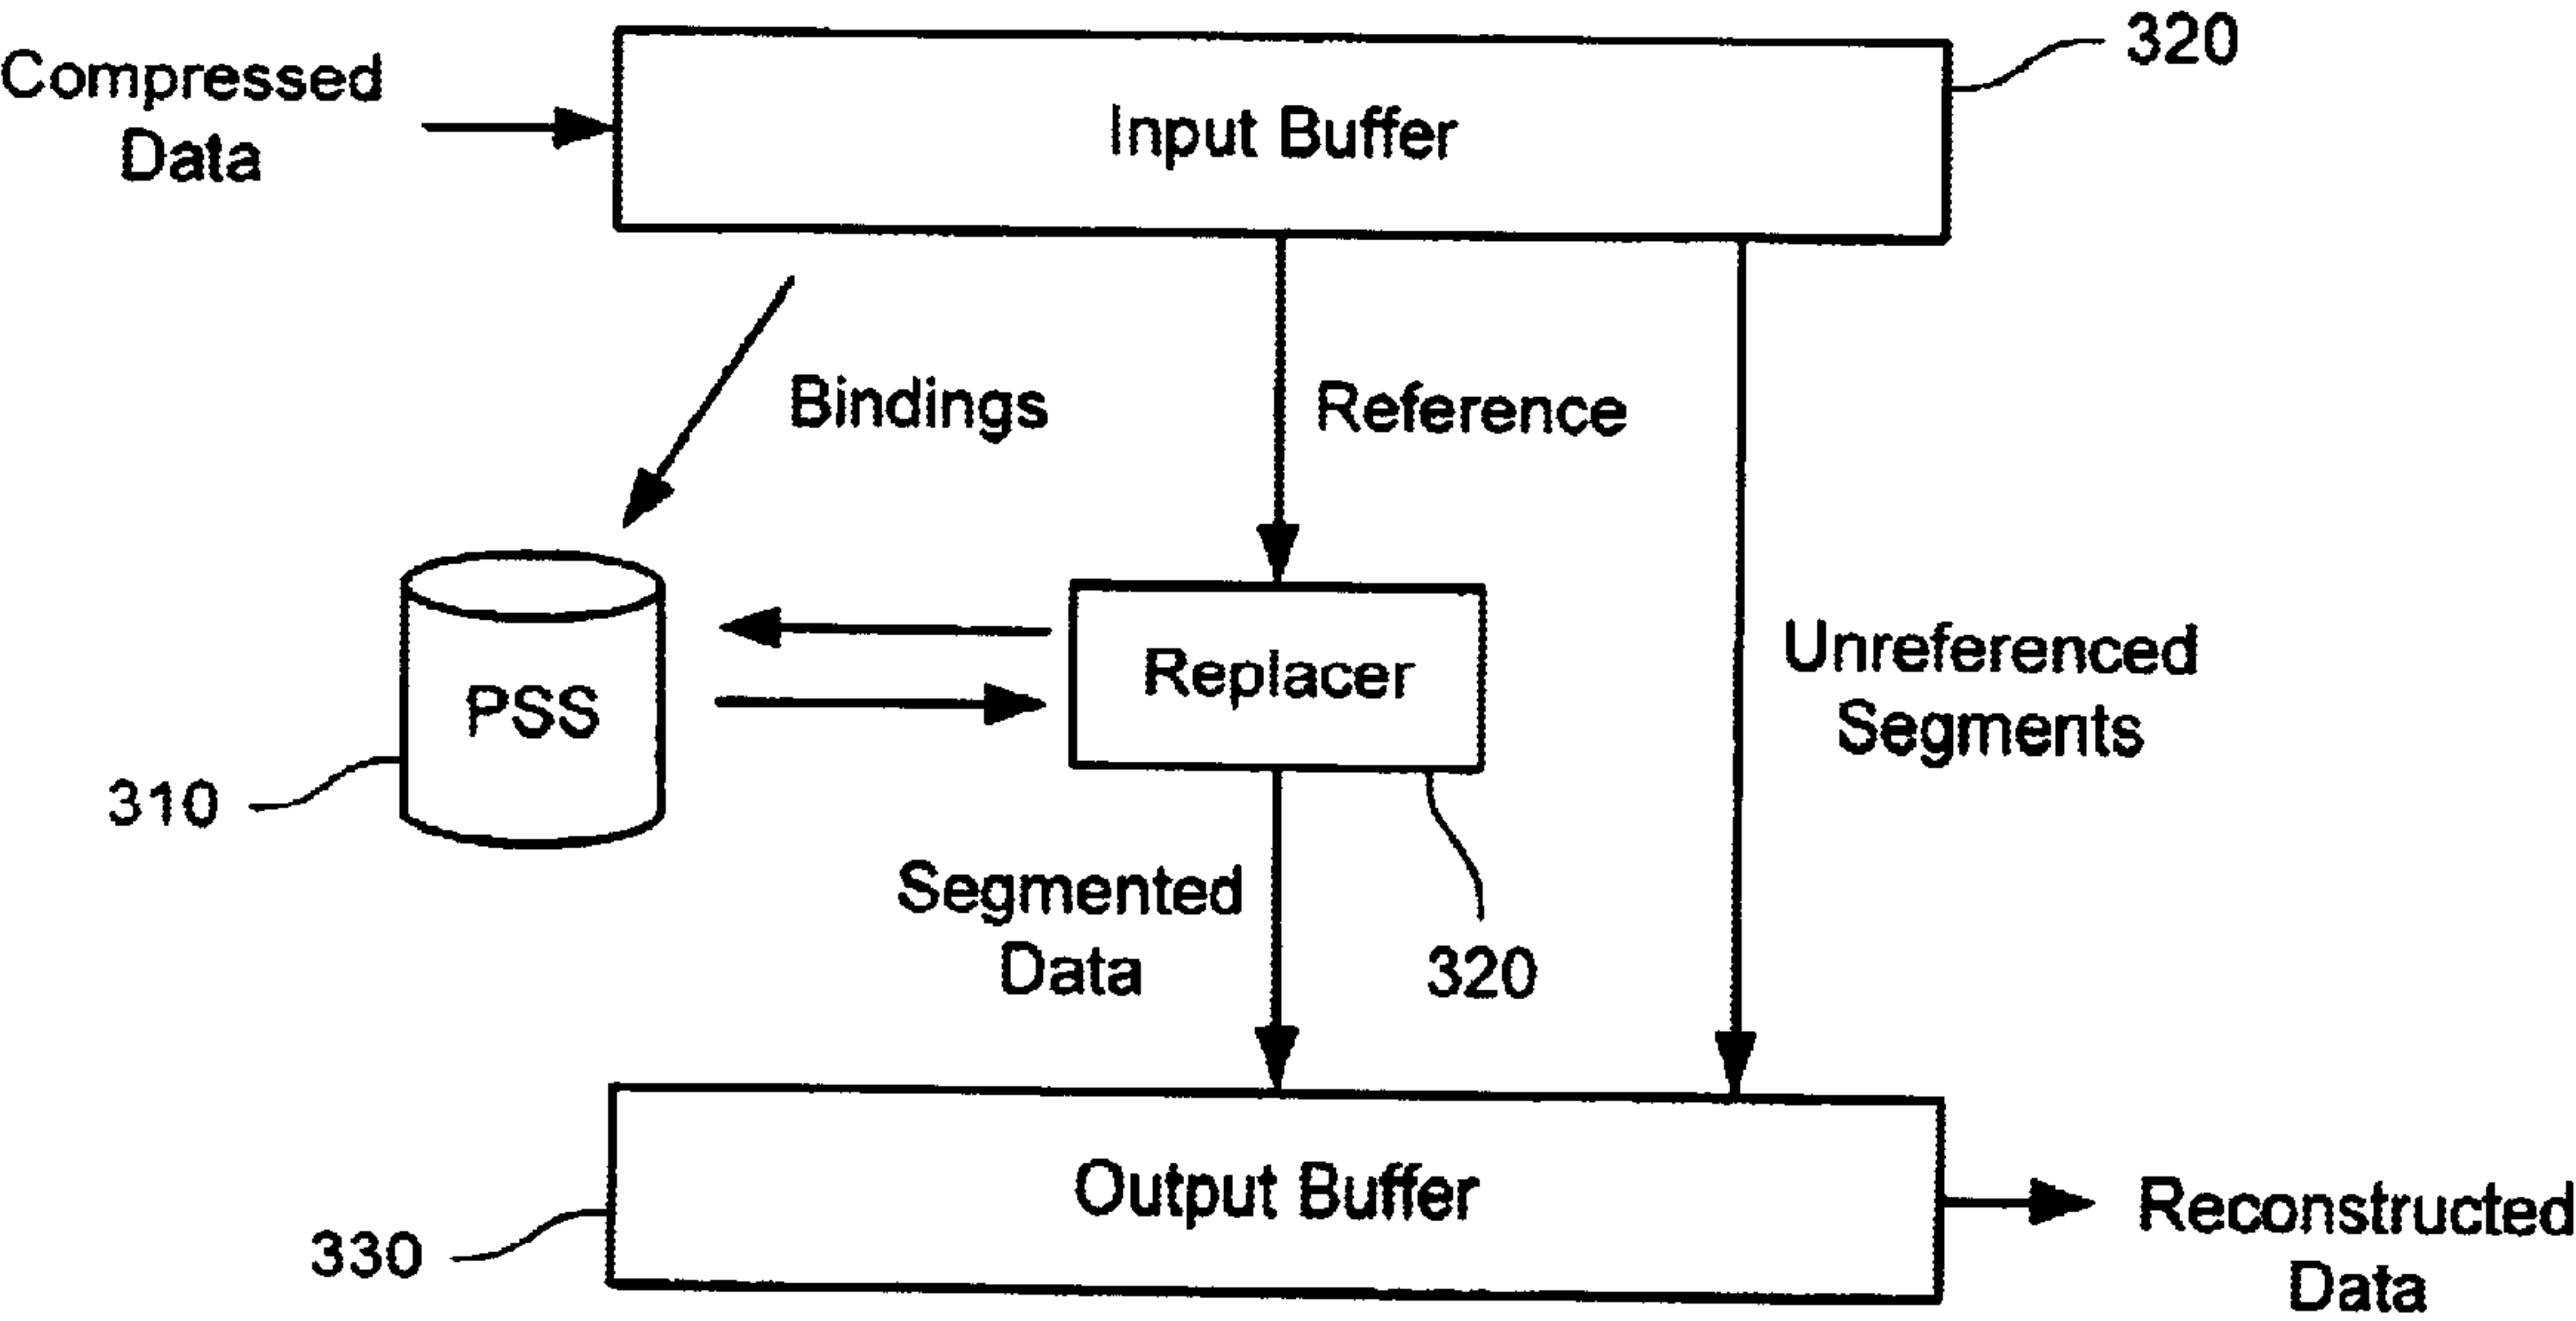 320
Compressed
Data
Input Buffer
Bindings
Reference
Unreferenced
Segments
Replacer
PSS
310
Segmented
Data
320
Output Buffer
330
Reconstructed
Data